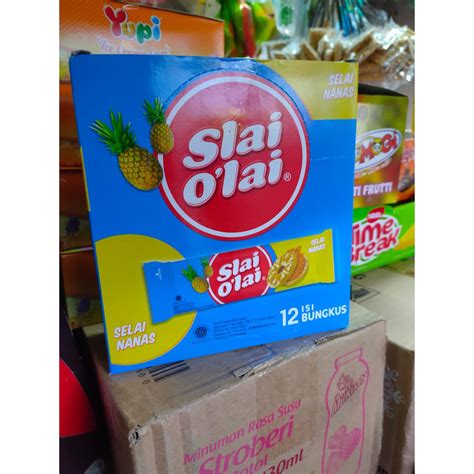 Yupi
SELAI
NANAS
Slai
O'lai
®
TI FRUTTI
Time
Break
SELAI
NANAS
Slai
O'lai
SELAI
NANAS
12 ISI
BUNGKUS
Minuman Rasa Susu
Stroberi